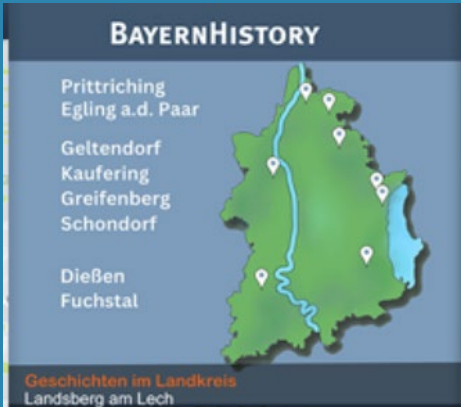 BAYERNHISTORY
Prittriching
Egling a.d. Paar
Geltendorf
Kaufering
Greifenberg
Schondorf
Dießen
Fuchstal
Geschichten im Landkreis
Landsberg am Lech